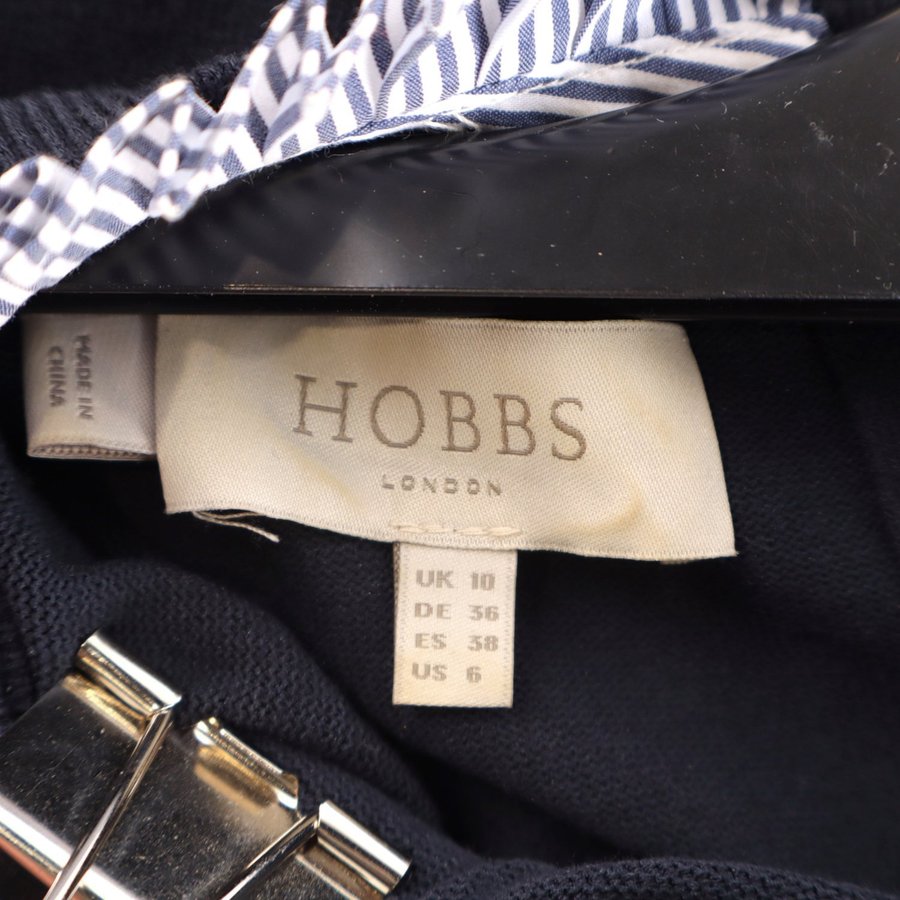 MADE IN
CHINA
HOBBS
LONDON
UK 10
DE 36
ES 38
US 6